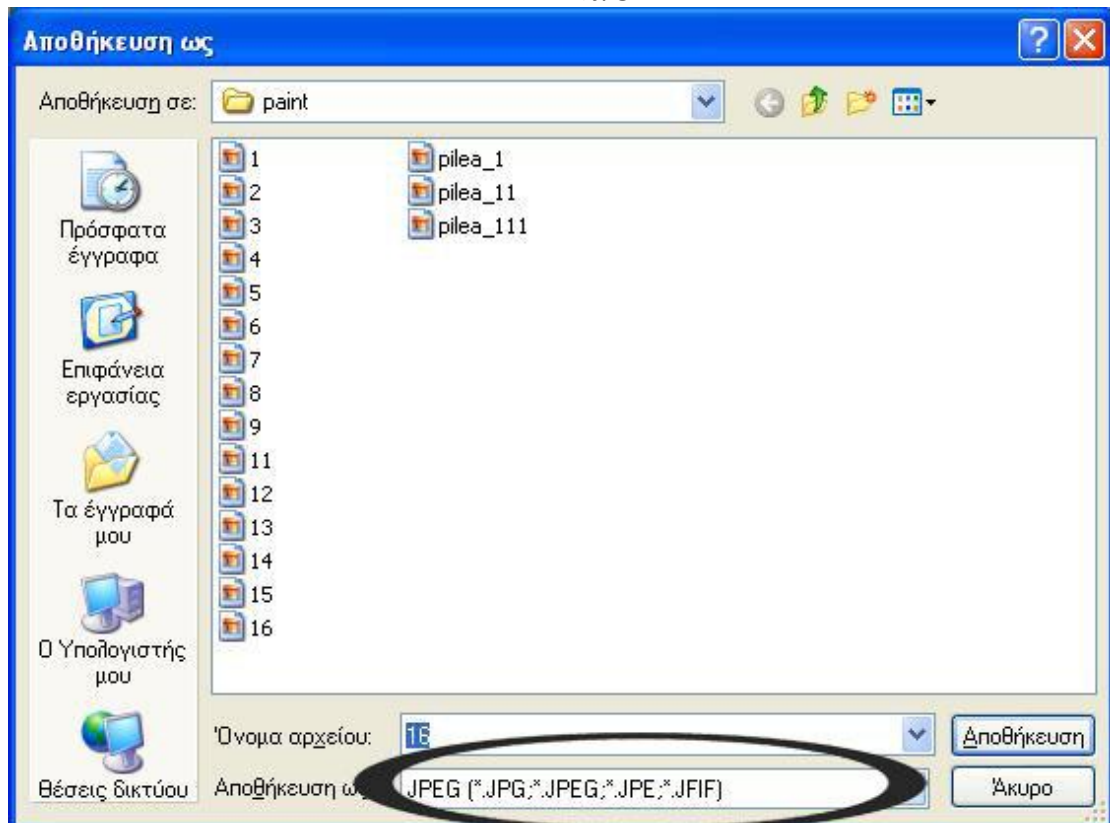 Αποθήκευση ως
Αποθήκευση σε:
paint
Πρόσφατα
έγγραφα
Επιφάνεια
εργασίας
Τα έγγραφά
μου
Ο Υπολογιστής
μου
Θέσεις δικτύου
1
2
3
4
5
6
7
8
9
11
12
13
14
15
16
pilea_1
pilea_11
pilea_111
Όνομα αρχείου:
16
Αποθήκευση
Αποθήκευση ως
JPEG (*.JPG;*.JPEG;*.JPE;*.JFIF)
Άκυρο